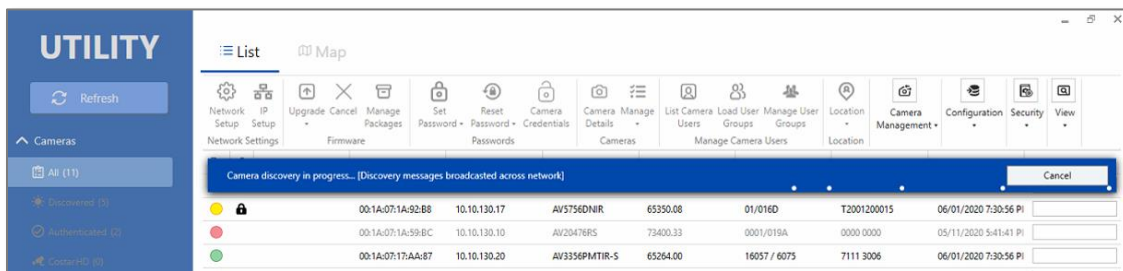 UTILITY
List Map
Refresh
Network Setup IP Setup Upgrade Cancel Manage Packages Set Password Reset Password Camera Credentials Camera Details Manage List Camera Users Load User Groups Manage User Groups Location Camera Management Configuration Security View
Network Settings Firmware Passwords Cameras Manage Camera Users Location
Cameras
All (11)
Camera discovery in progress... [Discovery messages broadcasted across network] Cancel
Discovered (5)
00:1A:07:1A:92:B8 10.10.130.17 AV5756DNIR 65350.08 01/016D T2001200015 06/01/2020 7:30:56 PI
Authenticated (2)
00:1A:07:1A:59:BC 10.10.130.10 AV20476RS 73400.33 0001/019A 0000 0000 05/11/2020 5:41:41 PI
CostarHD (0)
00:1A:07:17:AA:87 10.10.130.20 AV3356PMTIR-S 65264.00 16057 / 6075 7111 3006 06/01/2020 7:30:56 PI